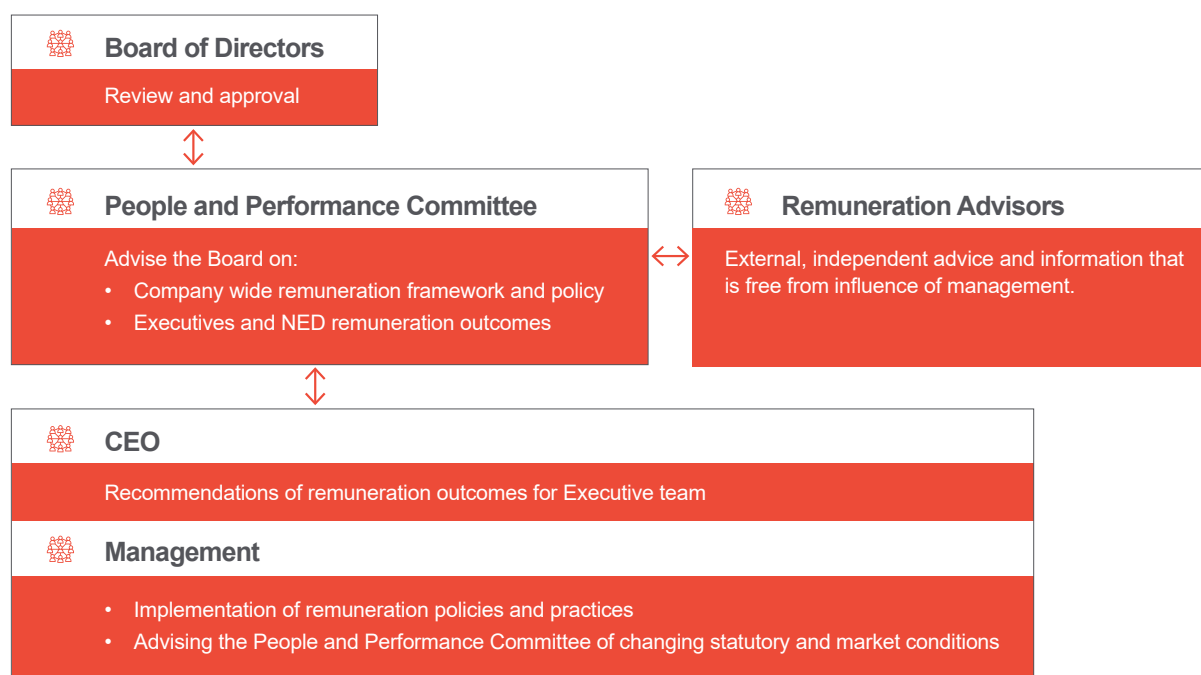 Board of Directors
Review and approval
People and Performance Committee
Advise the Board on:
• Company wide remuneration framework and policy
• Executives and NED remuneration outcomes
Remuneration Advisors
External, independent advice and information that
is free from influence of management.
CEO
Recommendations of remuneration outcomes for Executive team
Management
• Implementation of remuneration policies and practices
• Advising the People and Performance Committee of changing statutory and market conditions